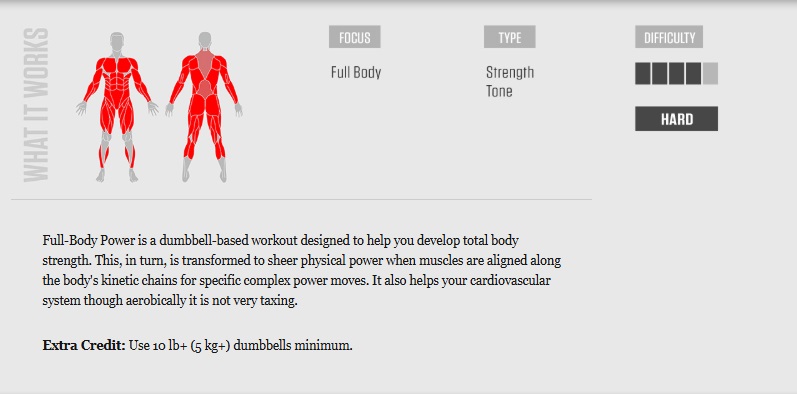 WHAT IT WORKS
FOCUS
Full Body
TYPE
Strength
Tone
DIFFICULTY
HARD
Full-Body Power is a dumbbell-based workout designed to help you develop total body
strength. This, in turn, is transformed to sheer physical power when muscles are aligned along
the body's kinetic chains for specific complex power moves. It also helps your cardiovascular
system though aerobically it is not very taxing.
Extra Credit: Use 10 lb+ (5 kg+) dumbbells minimum.